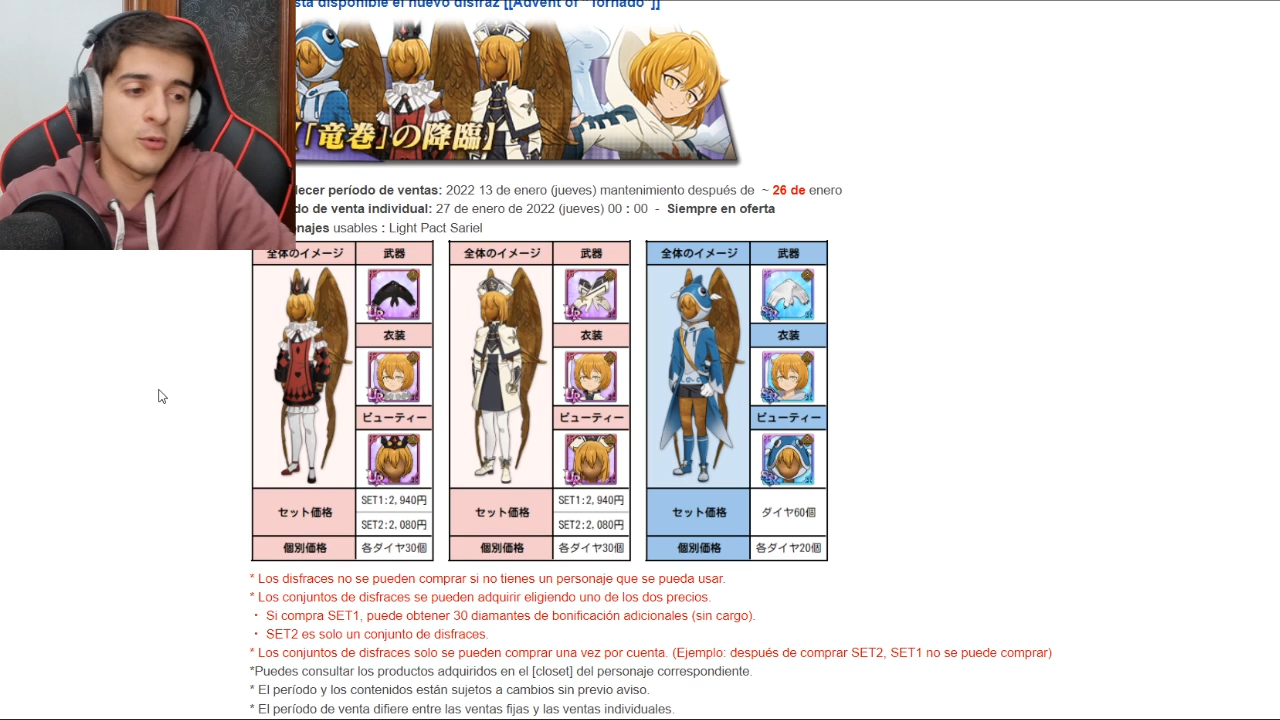 stá disponible el nuevo disfraz [[Advent of "Tornado"]]
「竜巻」の降臨】
lecer período de ventas: 2022 13 de enero (jueves) mantenimiento después de ~ 26 de enero
do de venta individual: 27 de enero de 2022 (jueves) 00 : 00 - Siempre en oferta
onajes usables : Light Pact Sariel
全体のイメージ 武器 全体のイメージ 武器 全体のイメージ 武器
UR UR SR
衣装 衣装 衣装
UR UR SR
ビューティー ビューティー ビューティー
UR UR SR
セット価格 SET1:2,940円 セット価格 SET1:2,940円 セット価格 ダイヤ60個
SET2:2,080円 SET2:2,080円
個別価格 各ダイヤ30個 個別価格 各ダイヤ30個 個別価格 各ダイヤ20個
* Los disfraces no se pueden comprar si no tienes un personaje que se pueda usar.
* Los conjuntos de disfraces se pueden adquirir eligiendo uno de los dos precios.
・ Si compra SET1, puede obtener 30 diamantes de bonificación adicionales (sin cargo).
・ SET2 es solo un conjunto de disfraces.
* Los conjuntos de disfraces solo se pueden comprar una vez por cuenta. (Ejemplo: después de comprar SET2, SET1 no se puede comprar)
*Puedes consultar los productos adquiridos en el [closet] del personaje correspondiente.
* El período y los contenidos están sujetos a cambios sin previo aviso.
* El período de venta difiere entre las ventas fijas y las ventas individuales.